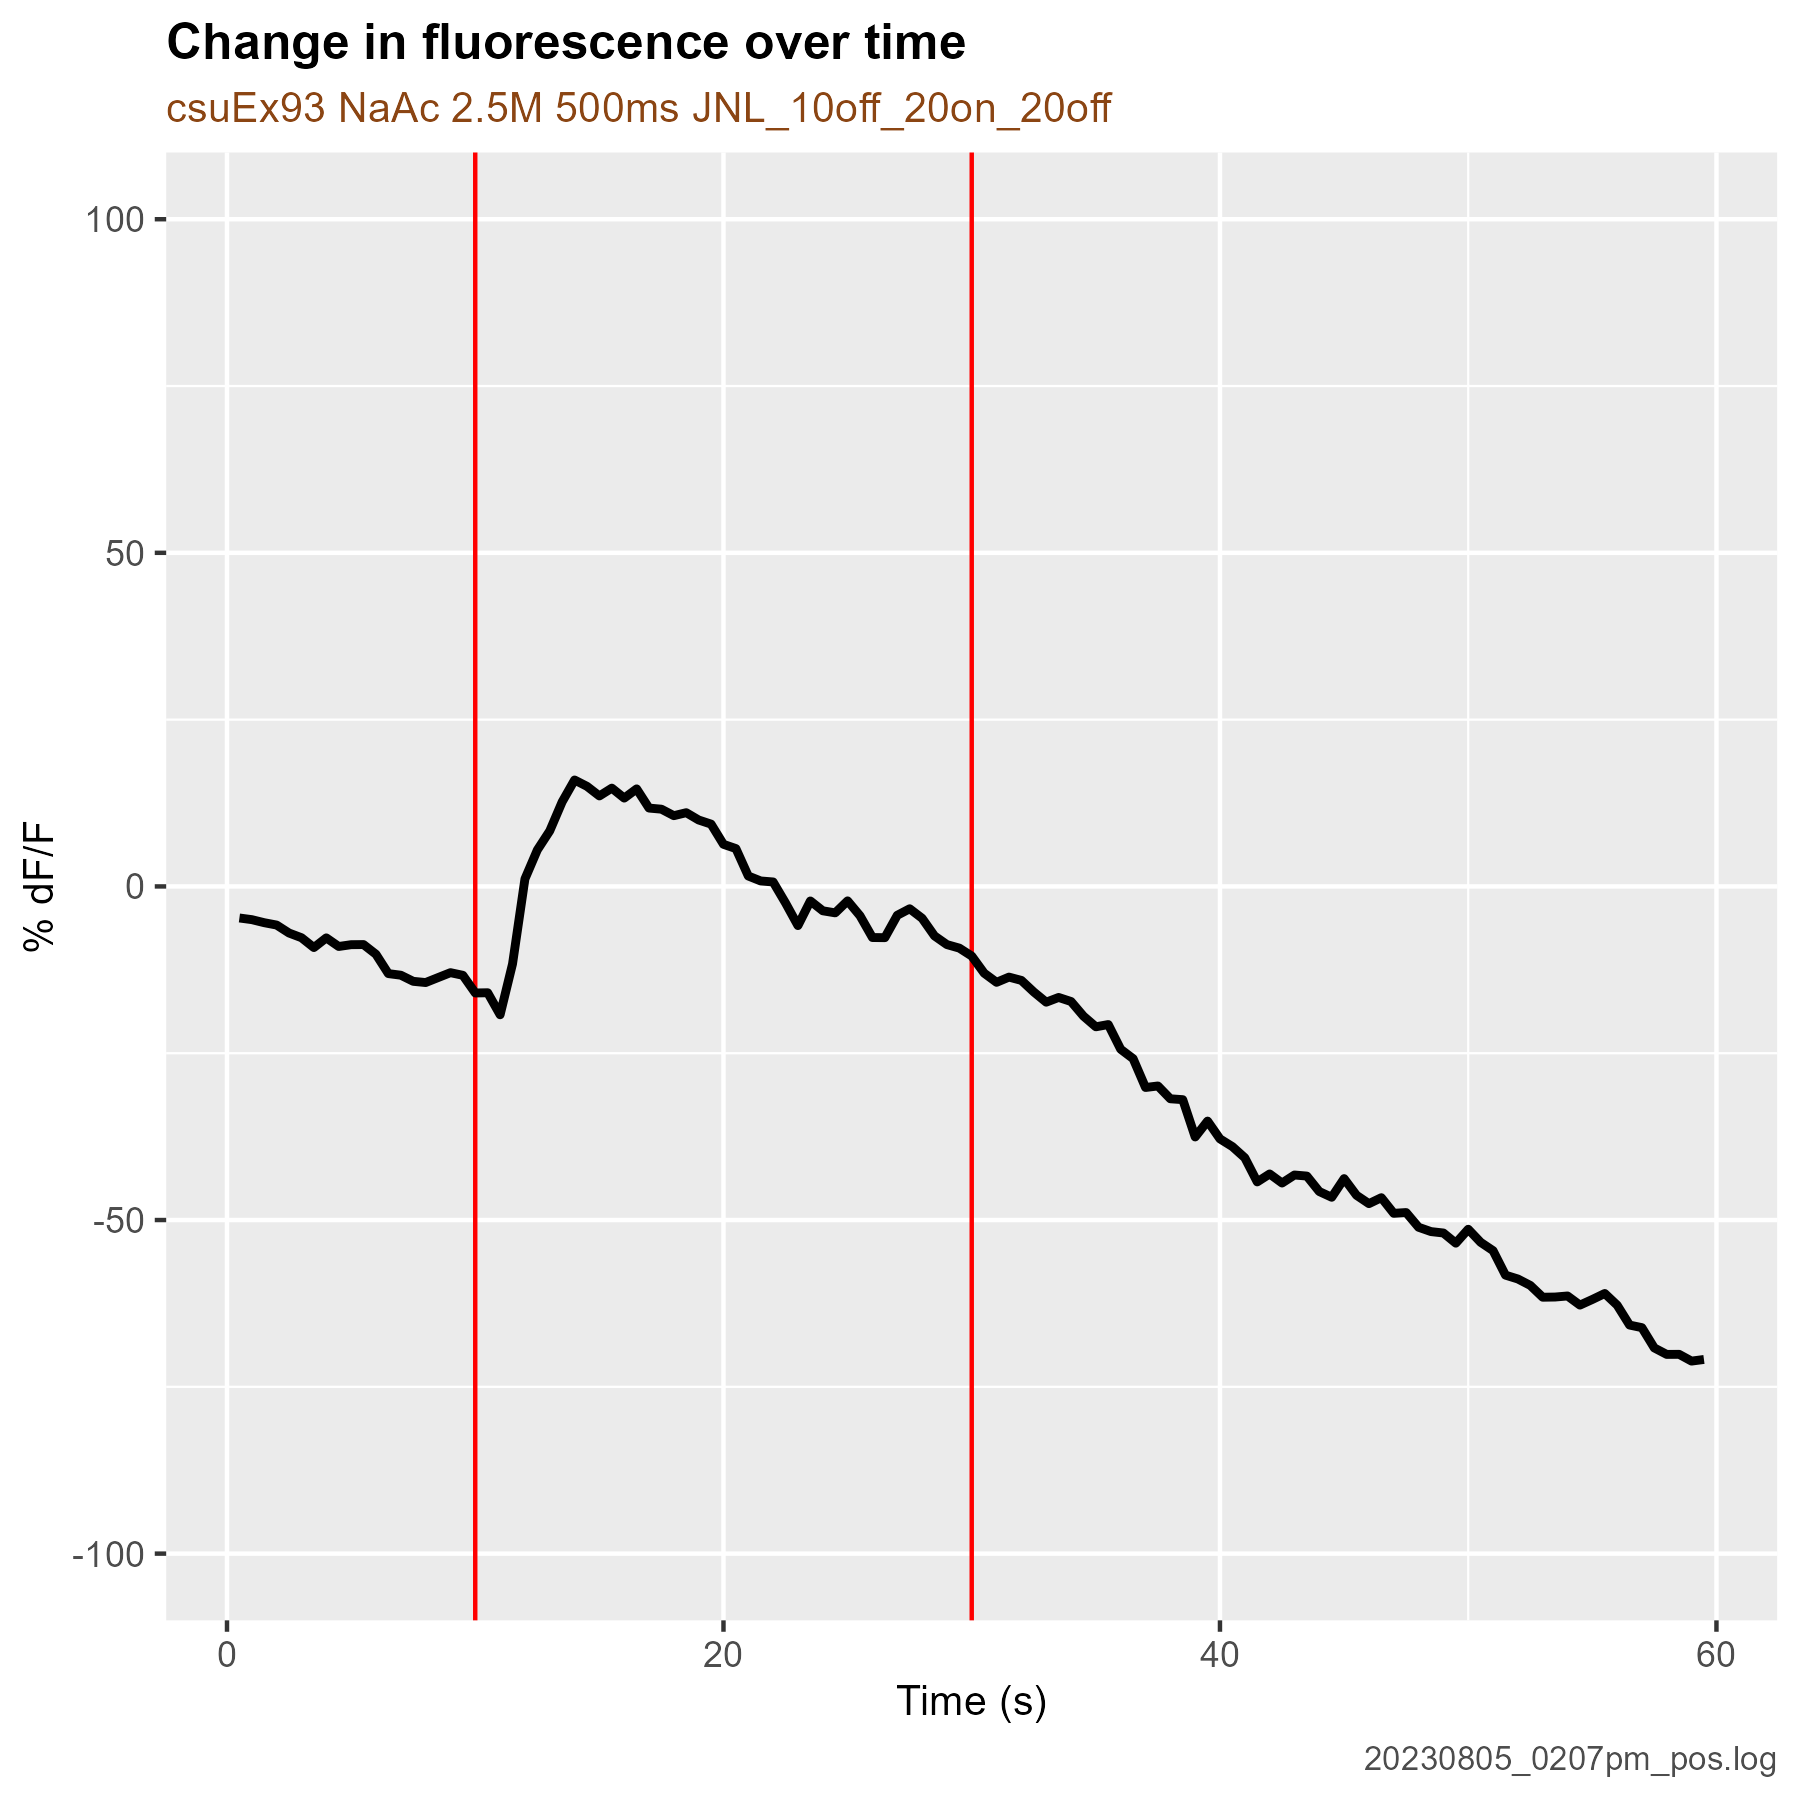 Change in fluorescence over time
csuEx93 NaAc 2.5M 500ms JNL_10off_20on_20off
100
50
0
-50
-100
% dF/F
0 20 40 60
Time (s)
20230805_0207pm_pos.log